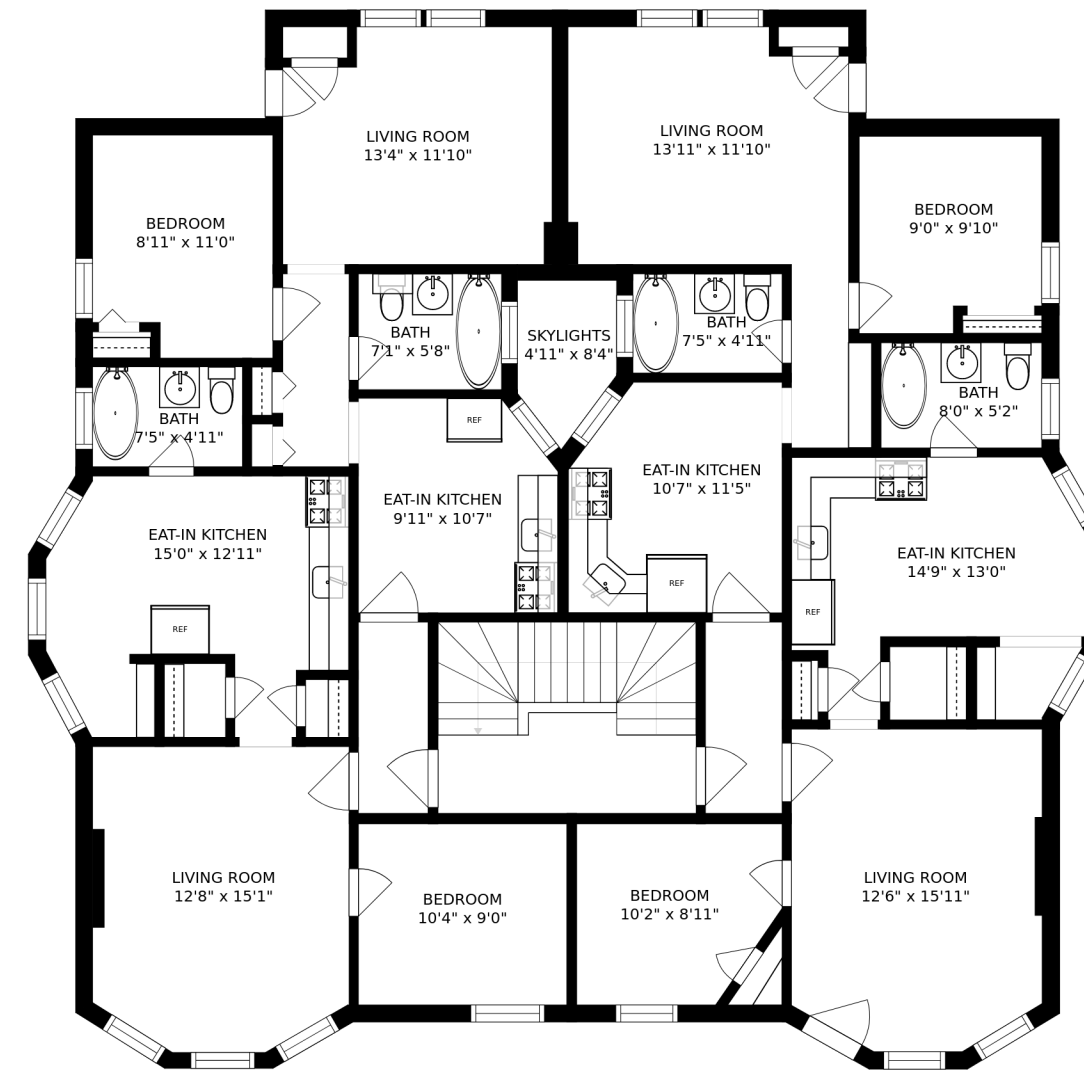 LIVING ROOM
13'4" x 11'10"
LIVING ROOM
13'11" x 11'10"
BEDROOM
8'11" x 11'0"
BEDROOM
9'0" x 9'10"
BATH
7'1" x 5'8"
SKYLIGHTS
4'11" x 8'4"
BATH
7'5" x 4'11"
BATH
7'5" x 4'11"
BATH
8'0" x 5'2"
REF
EAT-IN KITCHEN
9'11" x 10'7"
EAT-IN KITCHEN
10'7" x 11'5"
EAT-IN KITCHEN
15'0" x 12'11"
EAT-IN KITCHEN
14'9" x 13'0"
REF
REF
REF
LIVING ROOM
12'8" x 15'1"
BEDROOM
10'4" x 9'0"
BEDROOM
10'2" x 8'11"
LIVING ROOM
12'6" x 15'11"